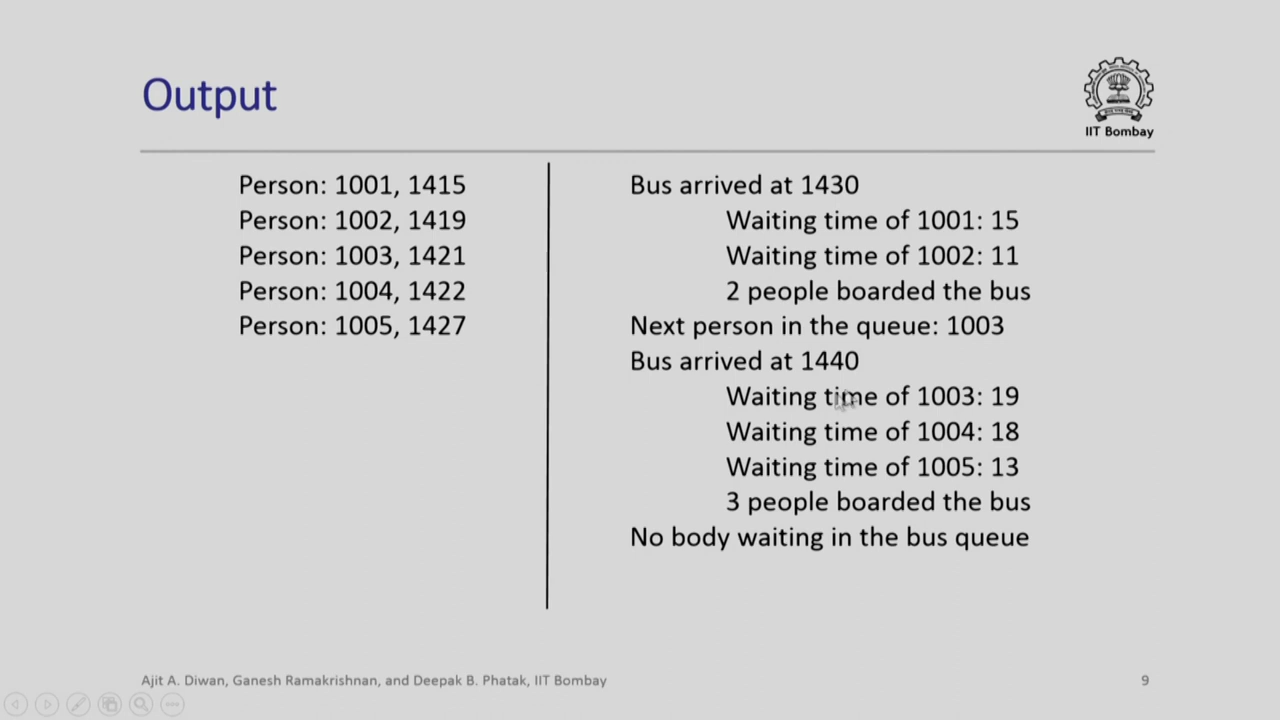 Output
IIT Bombay
Person: 1001, 1415
Person: 1002, 1419
Person: 1003, 1421
Person: 1004, 1422
Person: 1005, 1427
Bus arrived at 1430
Waiting time of 1001: 15
Waiting time of 1002: 11
2 people boarded the bus
Next person in the queue: 1003
Bus arrived at 1440
Waiting time of 1003: 19
Waiting time of 1004: 18
Waiting time of 1005: 13
3 people boarded the bus
No body waiting in the bus queue
Ajit A. Diwan, Ganesh Ramakrishnan, and Deepak B. Phatak, IIT Bombay
9